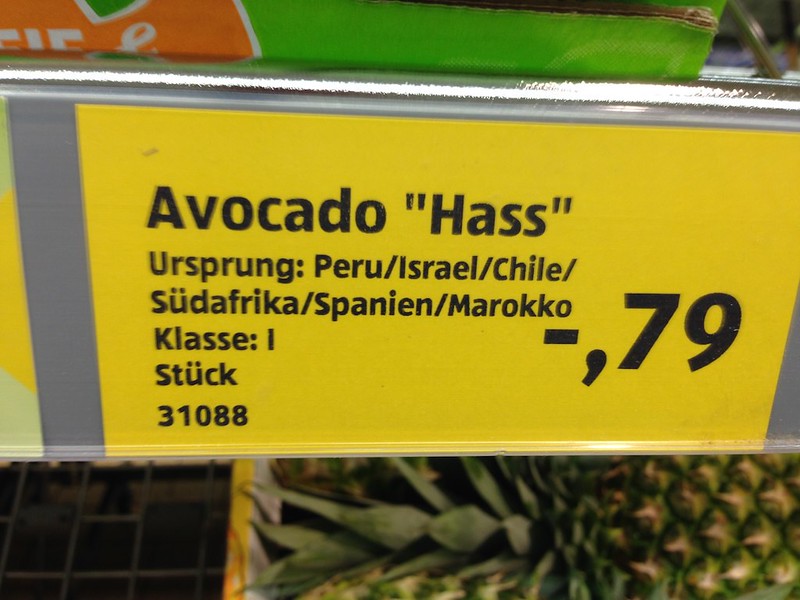 Avocado "Hass"
Ursprung: Peru/Israel/Chile/
Südafrika/Spanien/Marokko
Klasse: I
Stück
31088
-,79